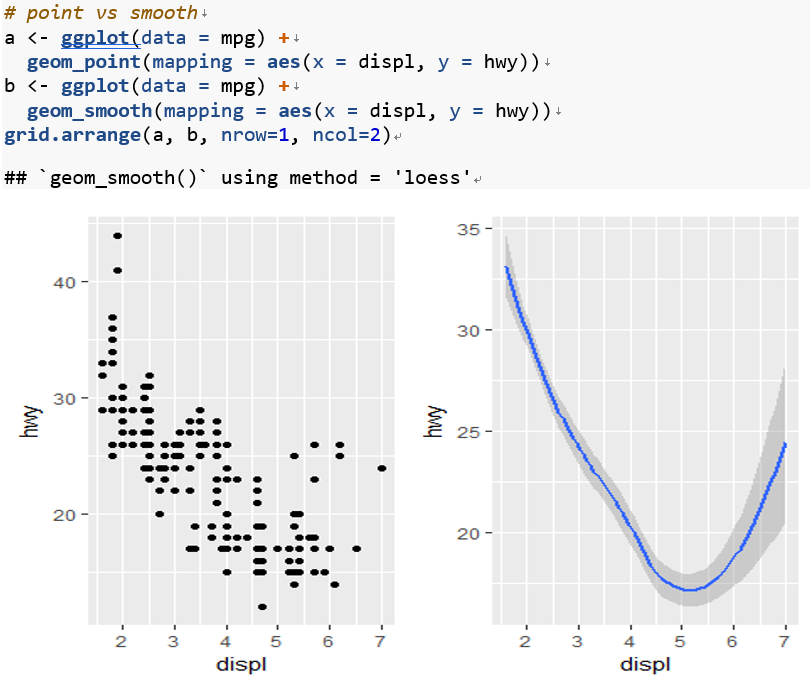 # point vs smooth
a <- ggplot(data = mpg) +
  geom_point(mapping = aes(x = displ, y = hwy))
b <- ggplot(data = mpg) +
  geom_smooth(mapping = aes(x = displ, y = hwy))
grid.arrange(a, b, nrow=1, ncol=2)
## `geom_smooth()` using method = 'loess'
40
30
20
hwy
2 3 4 5 6 7
displ
35
30
25
20
hwy
2 3 4 5 6 7
displ